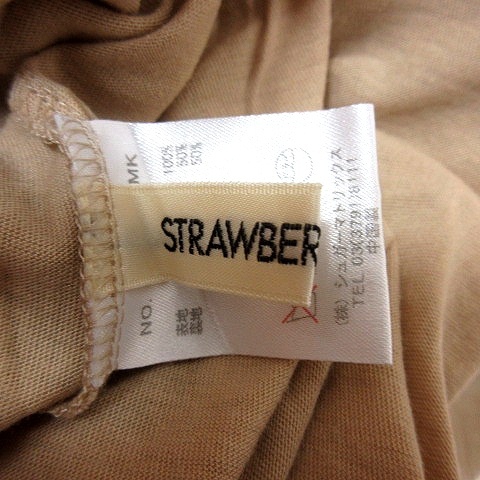 STRAWBER
NO.
MK
表地
裏地
100%
50%
50%
(株)シュガーマトリックス
TEL 03(3791)8111
中国製